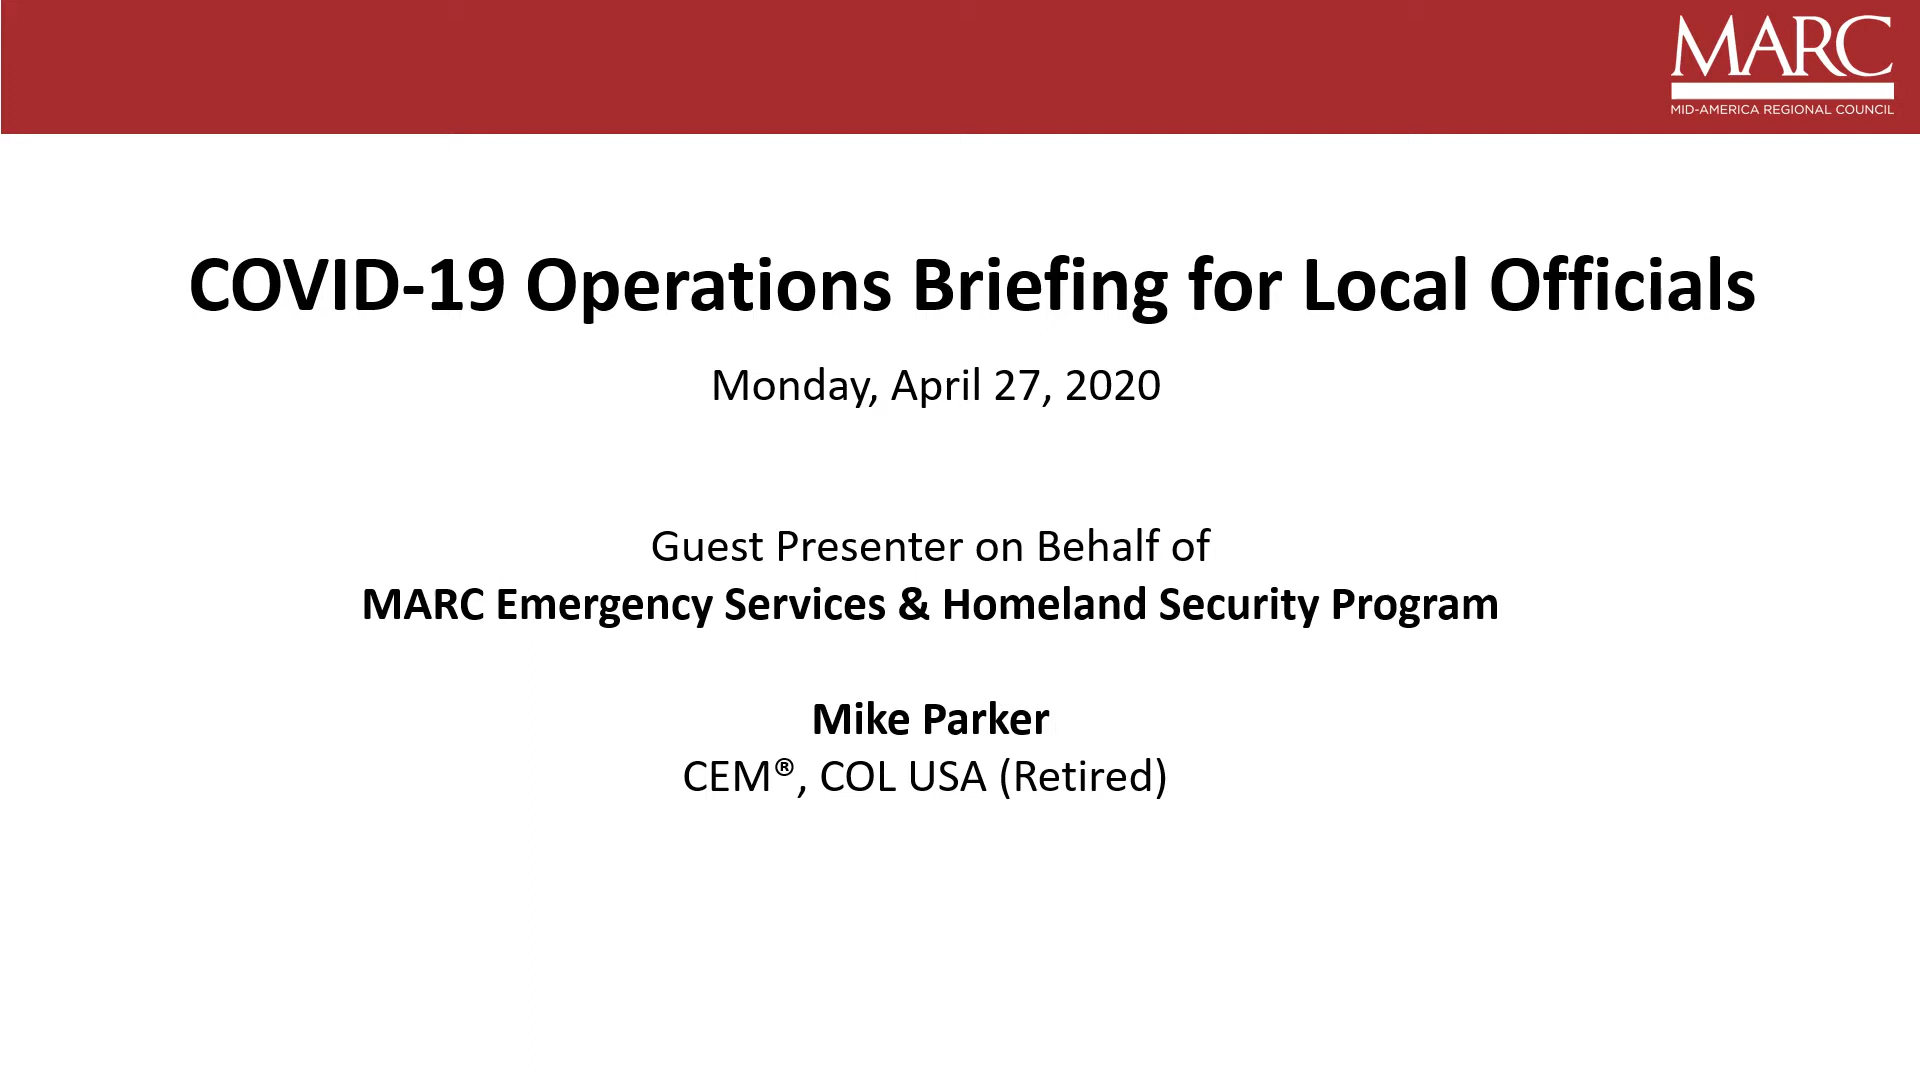 MARC
MID-AMERICA REGIONAL COUNCIL
COVID-19 Operations Briefing for Local Officials
Monday, April 27, 2020
Guest Presenter on Behalf of
MARC Emergency Services & Homeland Security Program
Mike Parker
CEM®, COL USA (Retired)